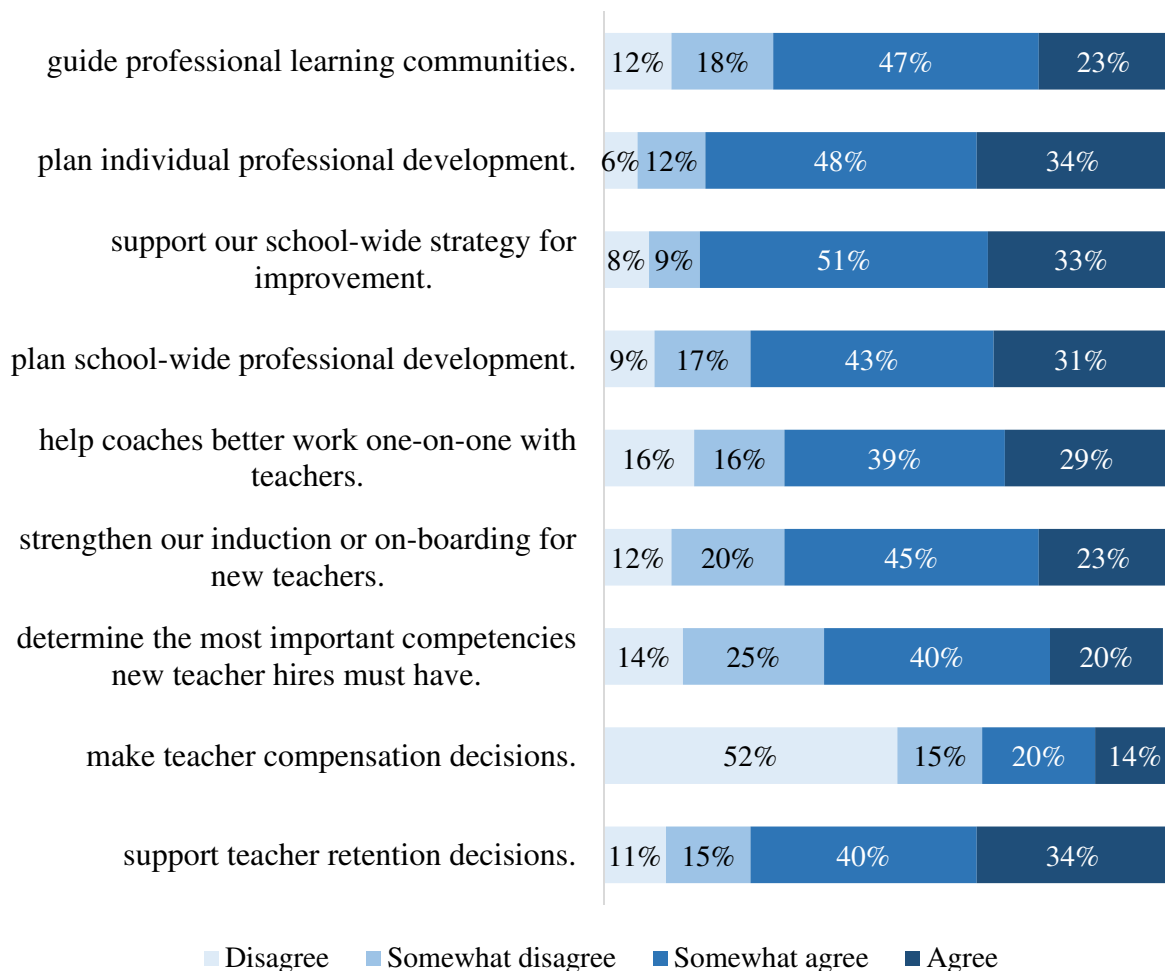 guide professional learning communities. 12% 18% 47% 23%
plan individual professional development. 6% 12% 48% 34%
support our school-wide strategy for
improvement. 8% 9% 51% 33%
plan school-wide professional development. 9% 17% 43% 31%
help coaches better work one-on-one with
teachers. 16% 16% 39% 29%
strengthen our induction or on-boarding for
new teachers. 12% 20% 45% 23%
determine the most important competencies
new teacher hires must have. 14% 25% 40% 20%
make teacher compensation decisions. 52% 15% 20% 14%
support teacher retention decisions. 11% 15% 40% 34%
Disagree Somewhat disagree Somewhat agree Agree